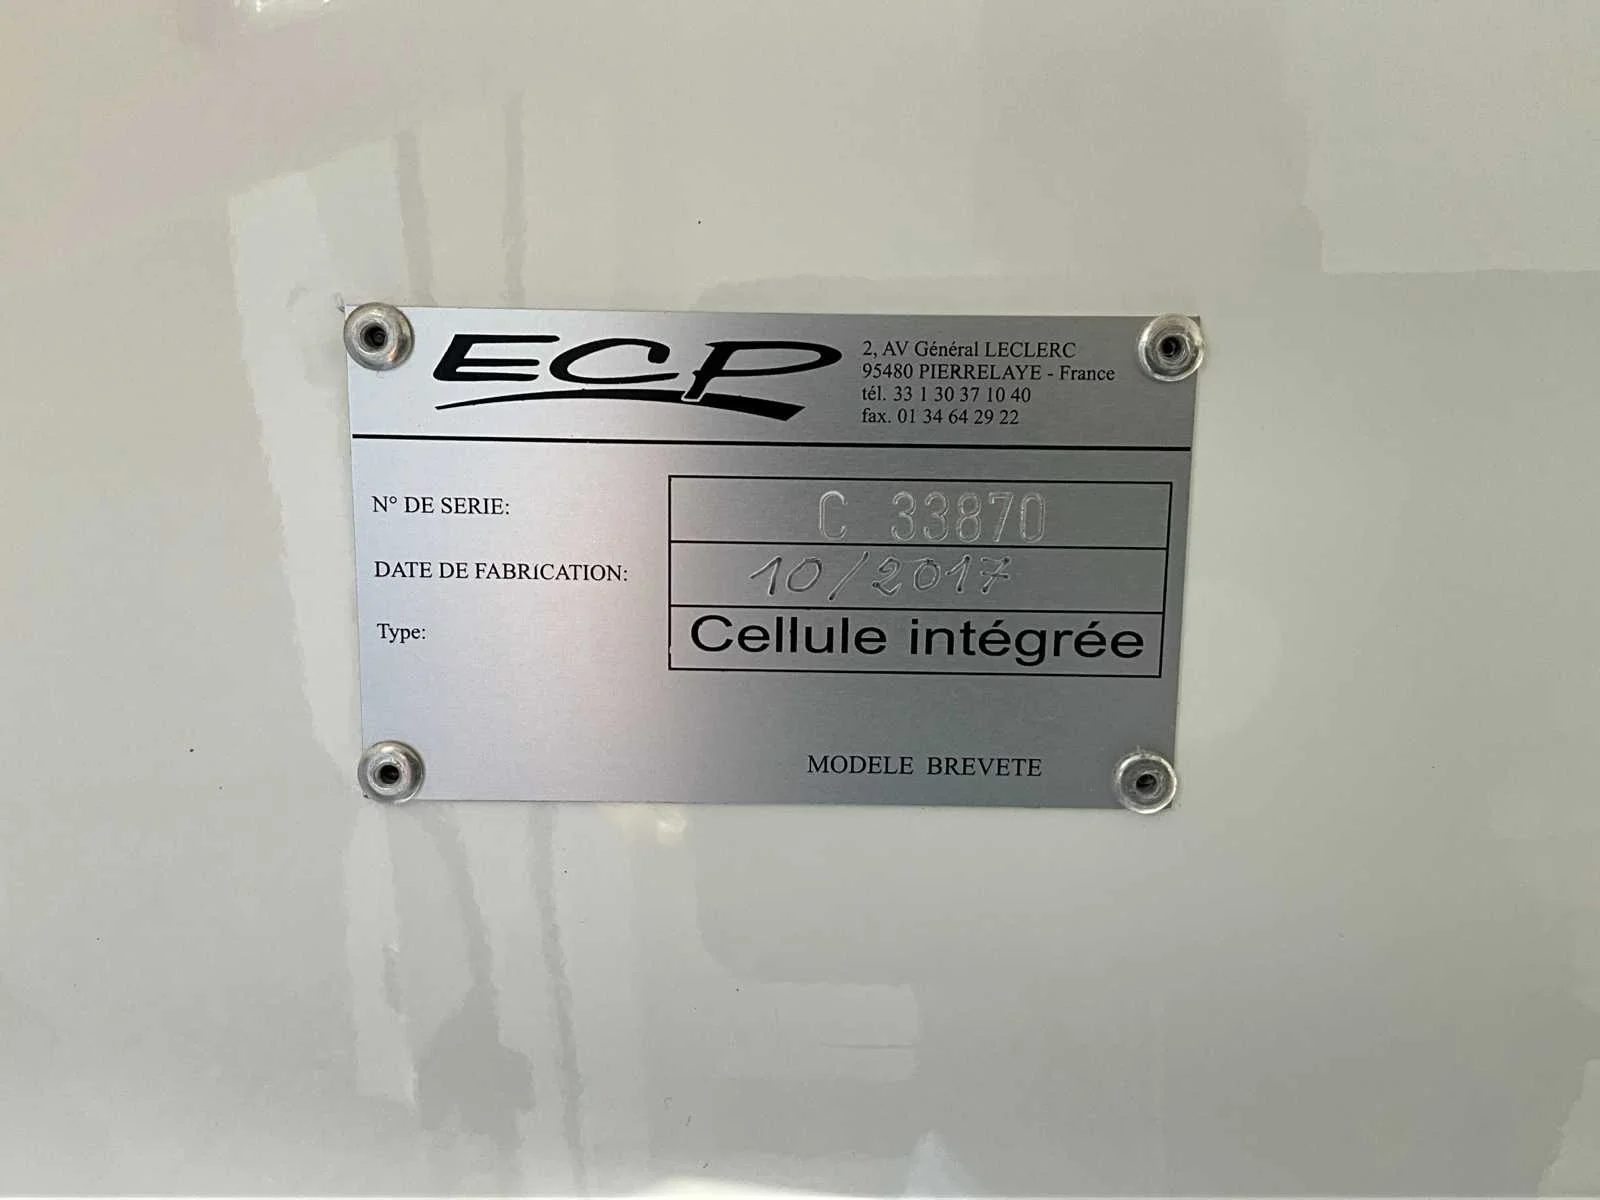 ECP
2, AV Général LECLERC
95480 PIERRELAYE - France
tél. 33 1 30 37 10 40
fax. 01 34 64 29 22
N° DE SERIE: C 33870
DATE DE FABRICATION: 10/2017
Type: Cellule intégrée
MODELE BREVETE